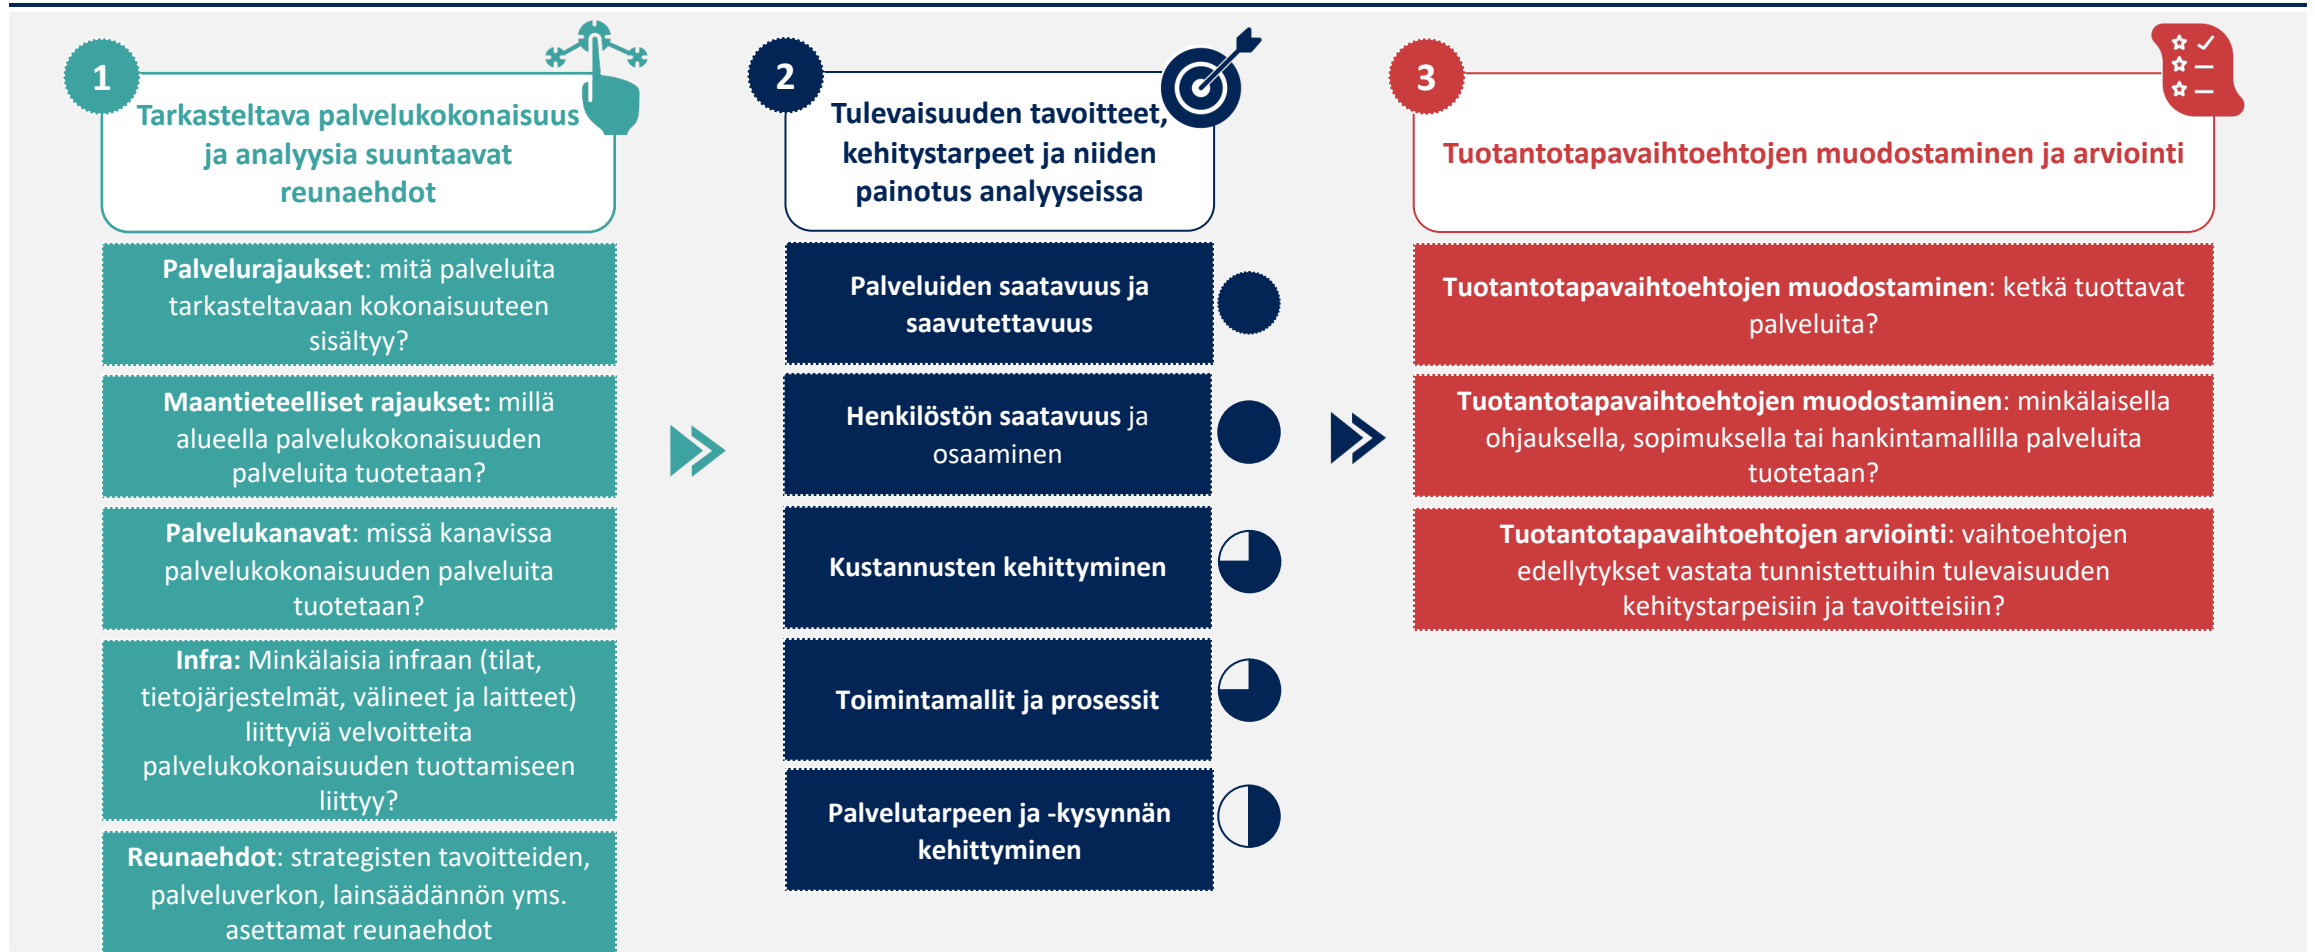 1
Tarkasteltava palvelukokonaisuus
ja analyysia suuntaavat
reunaehdot
Palvelurajaukset: mitä palveluita
tarkasteltavaan kokonaisuuteen
sisältyy?
Maantieteelliset rajaukset: millä
alueella palvelukokonaisuuden
palveluita tuotetaan?
Palvelukanavat: missä kanavissa
palvelukokonaisuuden palveluita
tuotetaan?
Infra: Minkälaisia infraan (tilat,
tietojärjestelmät, välineet ja laitteet)
liittyviä velvoitteita
palvelukokonaisuuden tuottamiseen
liittyy?
Reunaehdot: strategisten tavoitteiden,
palveluverkon, lainsäädännön yms.
asettamat reunaehdot
2
Tulevaisuuden tavoitteet,
kehitystarpeet ja niiden
painotus analyyseissa
Palveluiden saatavuus ja
saavutettavuus
Henkilöstön saatavuus ja
osaaminen
Kustannusten kehittyminen
Toimintamallit ja prosessit
Palvelutarpeen ja -kysynnän
kehittyminen
3
Tuotantotapavaihtoehtojen muodostaminen ja arviointi
Tuotantotapavaihtoehtojen muodostaminen: ketkä tuottavat
palveluita?
Tuotantotapavaihtoehtojen muodostaminen: minkälaisella
ohjauksella, sopimuksella tai hankintamallilla palveluita
tuotetaan?
Tuotantotapavaihtoehtojen arviointi: vaihtoehtojen
edellytykset vastata tunnistettuihin tulevaisuuden
kehitystarpeisiin ja tavoitteisiin?